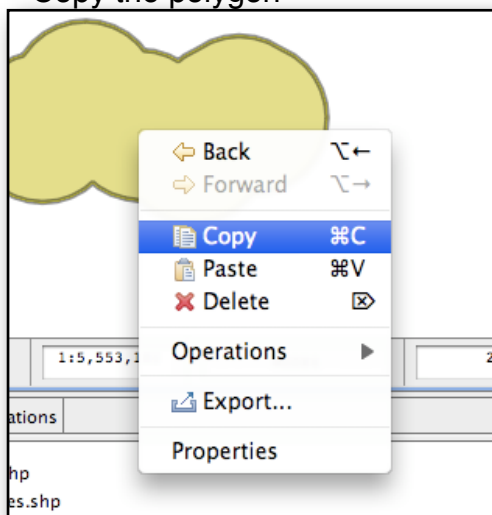 Copy the polygon
Back ⌥←
Forward ⌥→
Copy ⌘C
Paste ⌘V
Delete ⌦
Operations ▶
1:5,553,1
2
Export...
ations
Properties
hp
es.shp